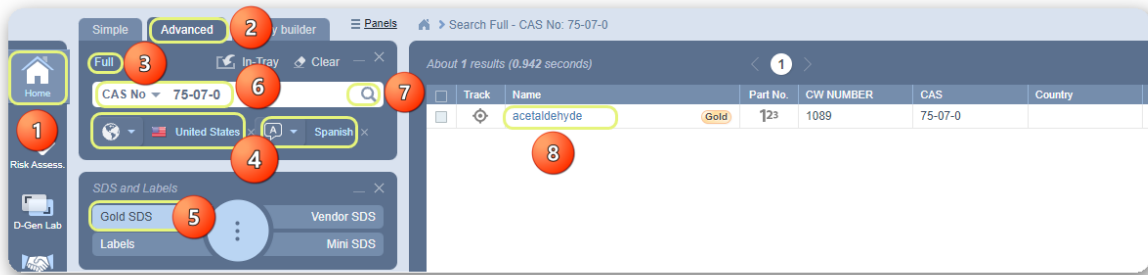 Simple
Advanced
2
y builder
Panels
Search Full - CAS No: 75-07-0
Full
3
In-Tray
Clear
About 1 results (0.942 seconds)
1
Home
CAS No
75-07-0
6
7
Track
Name
Part No.
CW NUMBER
CAS
Country
acetaldehyde
Gold
123
1089
75-07-0
1
United States
A
Spanish
4
8
Risk Assess.
SDS and Labels
Gold SDS
5
Vendor SDS
D-Gen Lab
Labels
Mini SDS